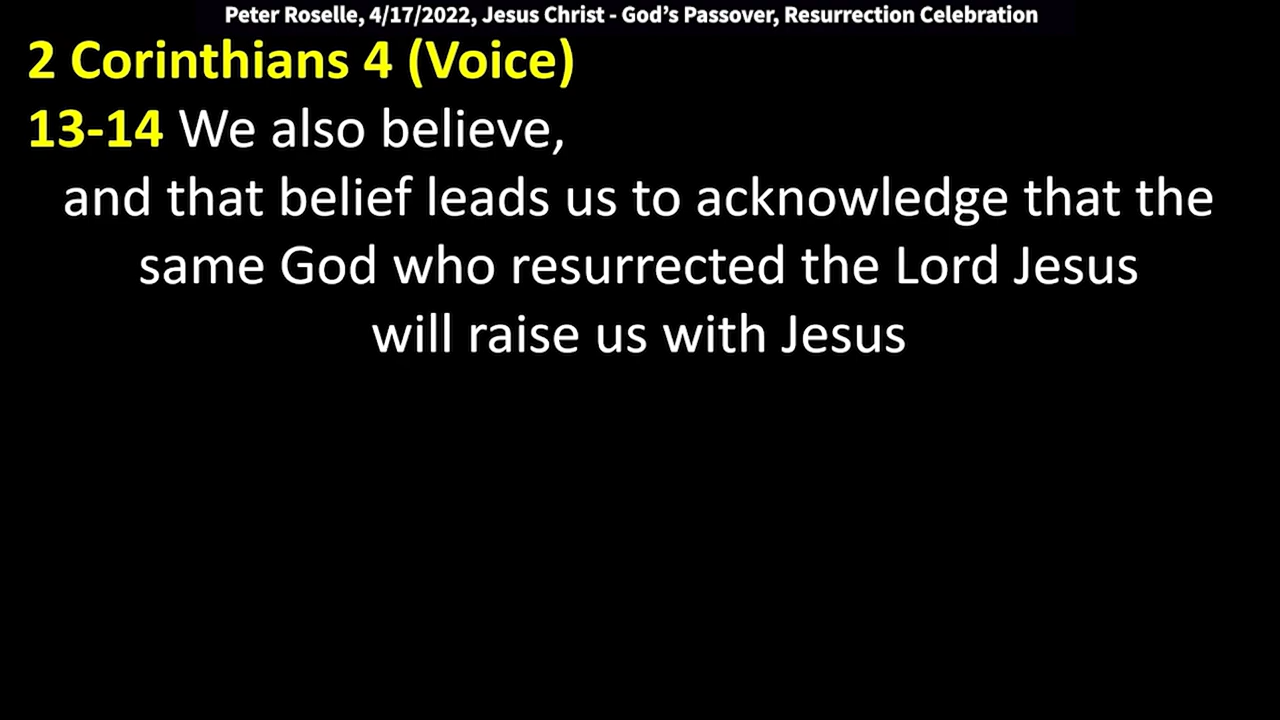 Peter Roselle, 4/17/2022, Jesus Christ - God’s Passover, Resurrection Celebration
2 Corinthians 4 (Voice)
13-14 We also believe,
and that belief leads us to acknowledge that the
same God who resurrected the Lord Jesus
will raise us with Jesus